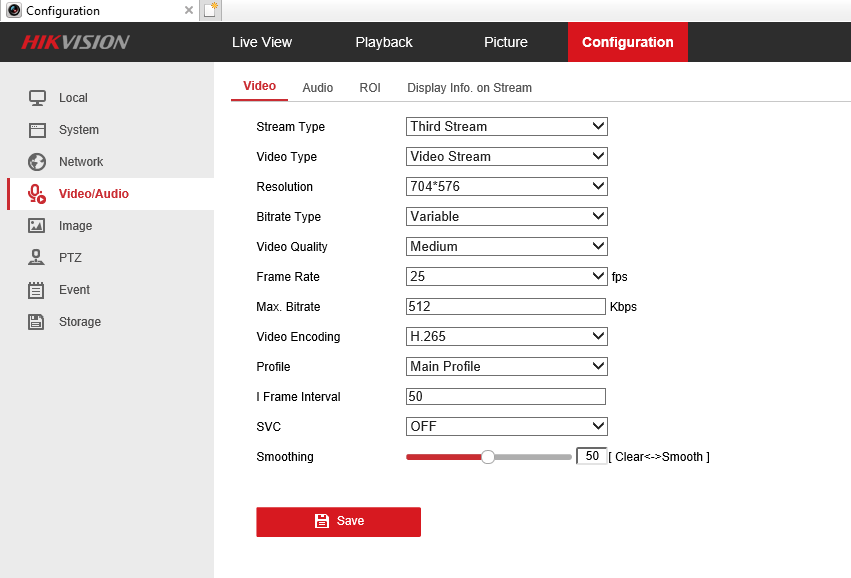 Configuration
HIKVISION
Live View Playback Picture Configuration
Local
System
Network
Video/Audio
Image
PTZ
Event
Storage
Video Audio ROI Display Info. on Stream
Stream Type Third Stream
Video Type Video Stream
Resolution 704*576
Bitrate Type Variable
Video Quality Medium
Frame Rate 25 fps
Max. Bitrate 512 Kbps
Video Encoding H.265
Profile Main Profile
I Frame Interval 50
SVC OFF
Smoothing 50 [ Clear<->Smooth ]
Save